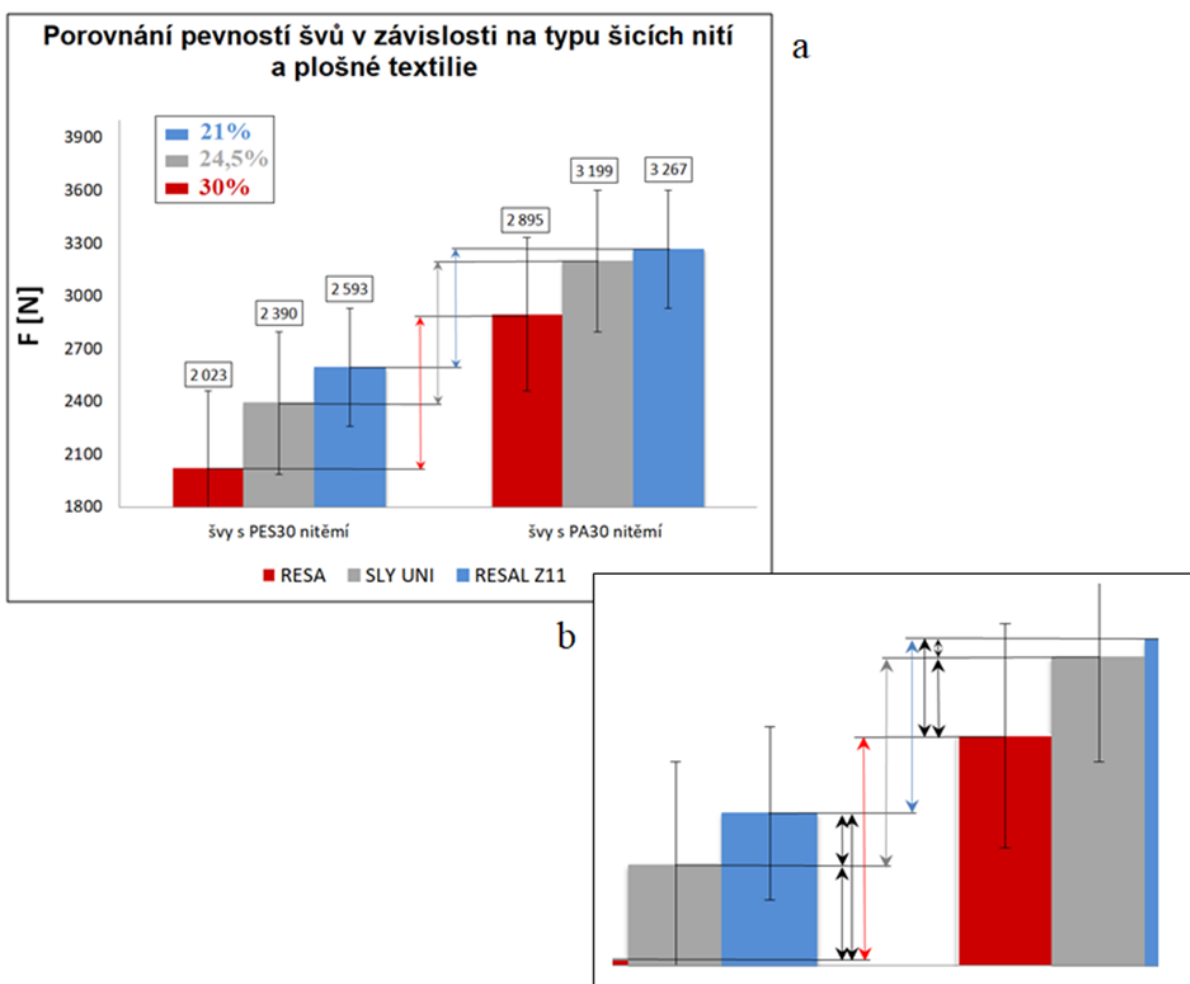 Porovnání pevností švů v závislosti na typu šicích nití
a plošné textilie
a
21%
24,5%
30%
F [N]
3900
3600
3300
3000
2700
2400
2100
1800
2 023
2 390
2 593
2 895
3 199
3 267
švy s PES30 nitěmí
švy s PA30 nitěmí
RESA SLY UNI RESAL Z11
b